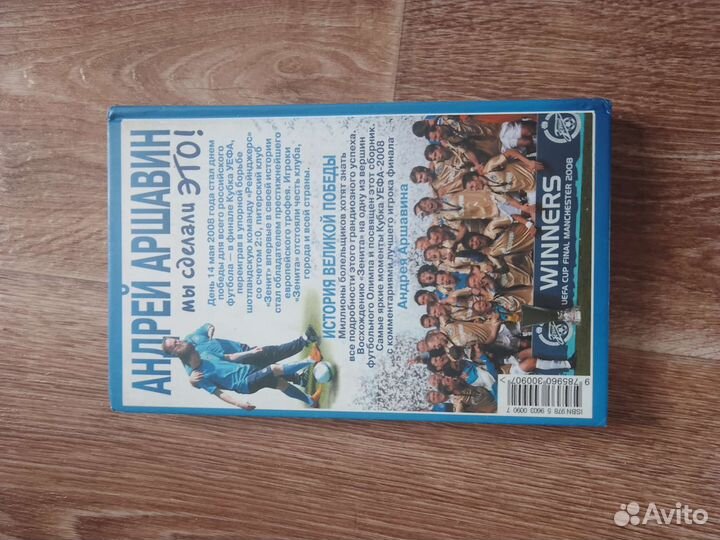 АНДРЕЙ АРШАВИН
мы сделали ЭТО!
День 14 мая 2008 года стал днем
победы для всего российского
футбола — в финале Кубка УЕФА,
переиграв в упорной борьбе
шотландскую команду «Рейнджерс»
со счетом 2:0, питерский клуб
«Зенит» впервые в своей истории
стал обладателем престижнейшего
европейского трофея. Игроки
«Зенита» отстояли честь клуба,
города и всей страны.
ИСТОРИЯ ВЕЛИКОЙ ПОБЕДЫ
Миллионы болельщиков хотят знать
все подробности этого грандиозного успеха.
Восхождению «Зенита» на одну из вершин
футбольного Олимпа и посвящен этот сборник.
Самые яркие моменты Кубка УЕФА-2008
с комментариями лучшего игрока финала
Андрея Аршавина
WINNERS
UEFA CUP FINAL MANCHESTER 2008
9 785960 300907 >
ISBN 978 5 9603 0090 7
Avito